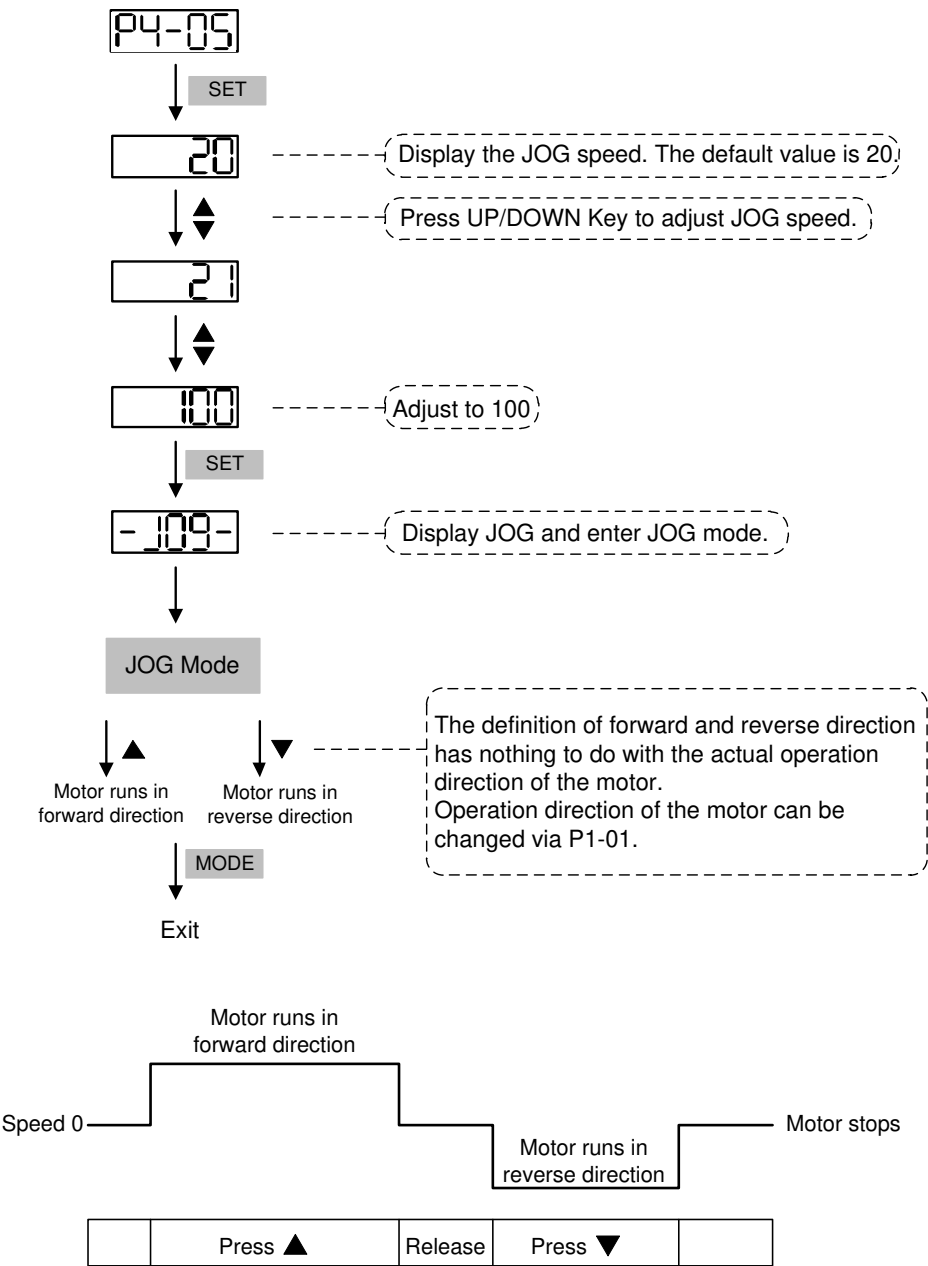 P4-05
SET
20
Display the JOG speed. The default value is 20.
Press UP/DOWN Key to adjust JOG speed.
21
100
Adjust to 100
SET
-JOG-
Display JOG and enter JOG mode.
JOG Mode
The definition of forward and reverse direction
has nothing to do with the actual operation
direction of the motor.
Operation direction of the motor can be
changed via P1-01.
Motor runs in
forward direction
Motor runs in
reverse direction
MODE
Exit
Motor runs in
forward direction
Speed 0
Motor stops
Motor runs in
reverse direction
Press ▲
Release
Press ▼